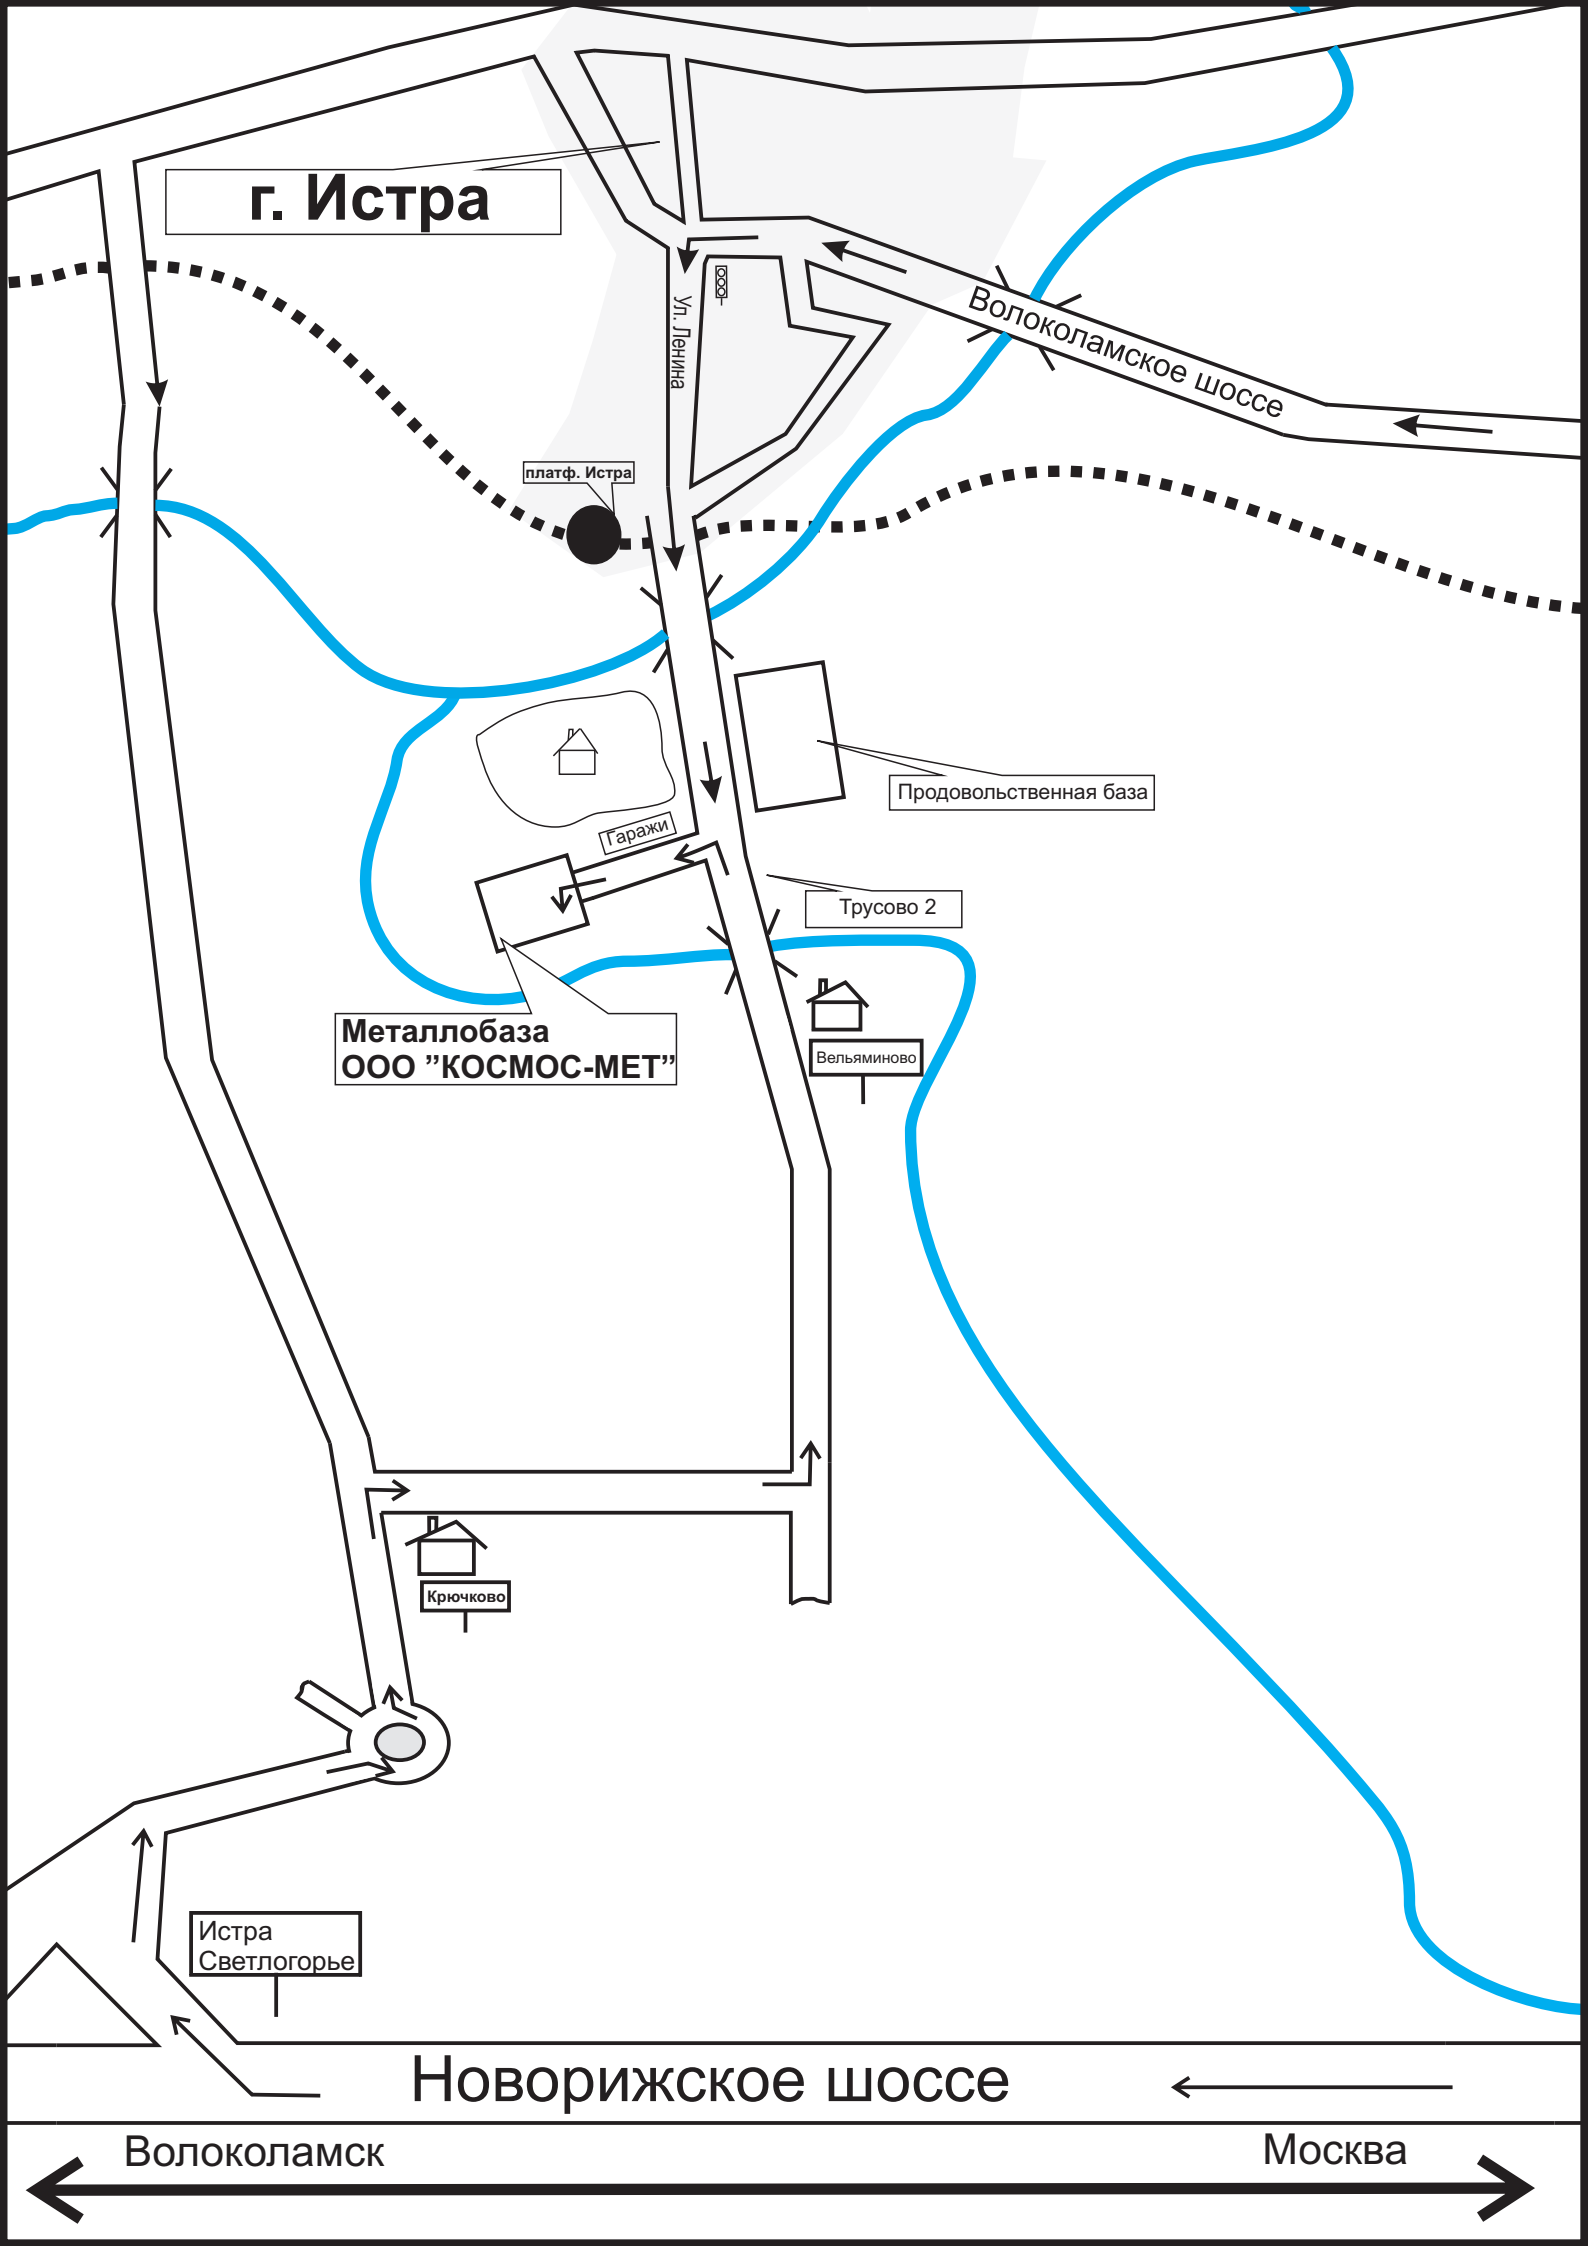 г. Истра
Ул. Ленина
Волоколамское шоссе
платф. Истра
Продовольственная база
Гаражи
Трусово 2
Металлобаза
ООО ”КОСМОС-МЕТ”
Вельяминово
Крючково
Истра
Светлогорье
Новорижское шоссе
Волоколамск
Москва